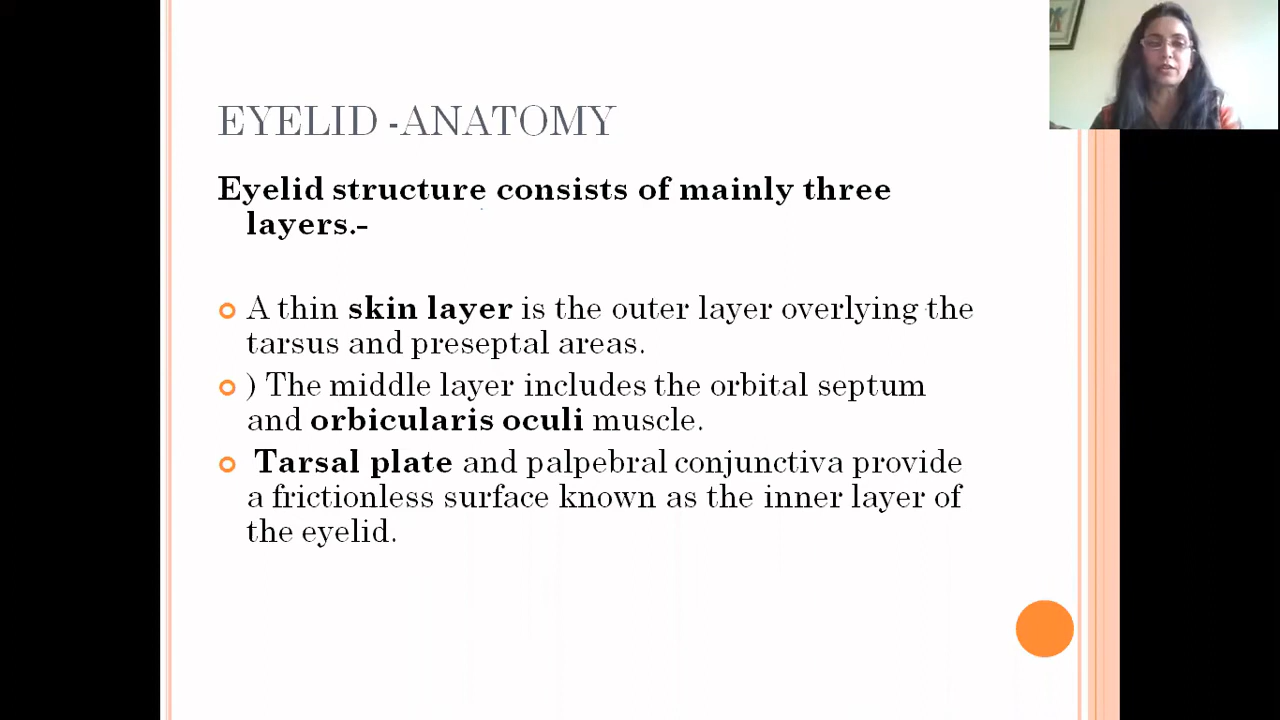 EYELID -ANATOMY
Eyelid structure consists of mainly three
layers.-
A thin skin layer is the outer layer overlying the
tarsus and preseptal areas.
) The middle layer includes the orbital septum
and orbicularis oculi muscle.
Tarsal plate and palpebral conjunctiva provide
a frictionless surface known as the inner layer of
the eyelid.